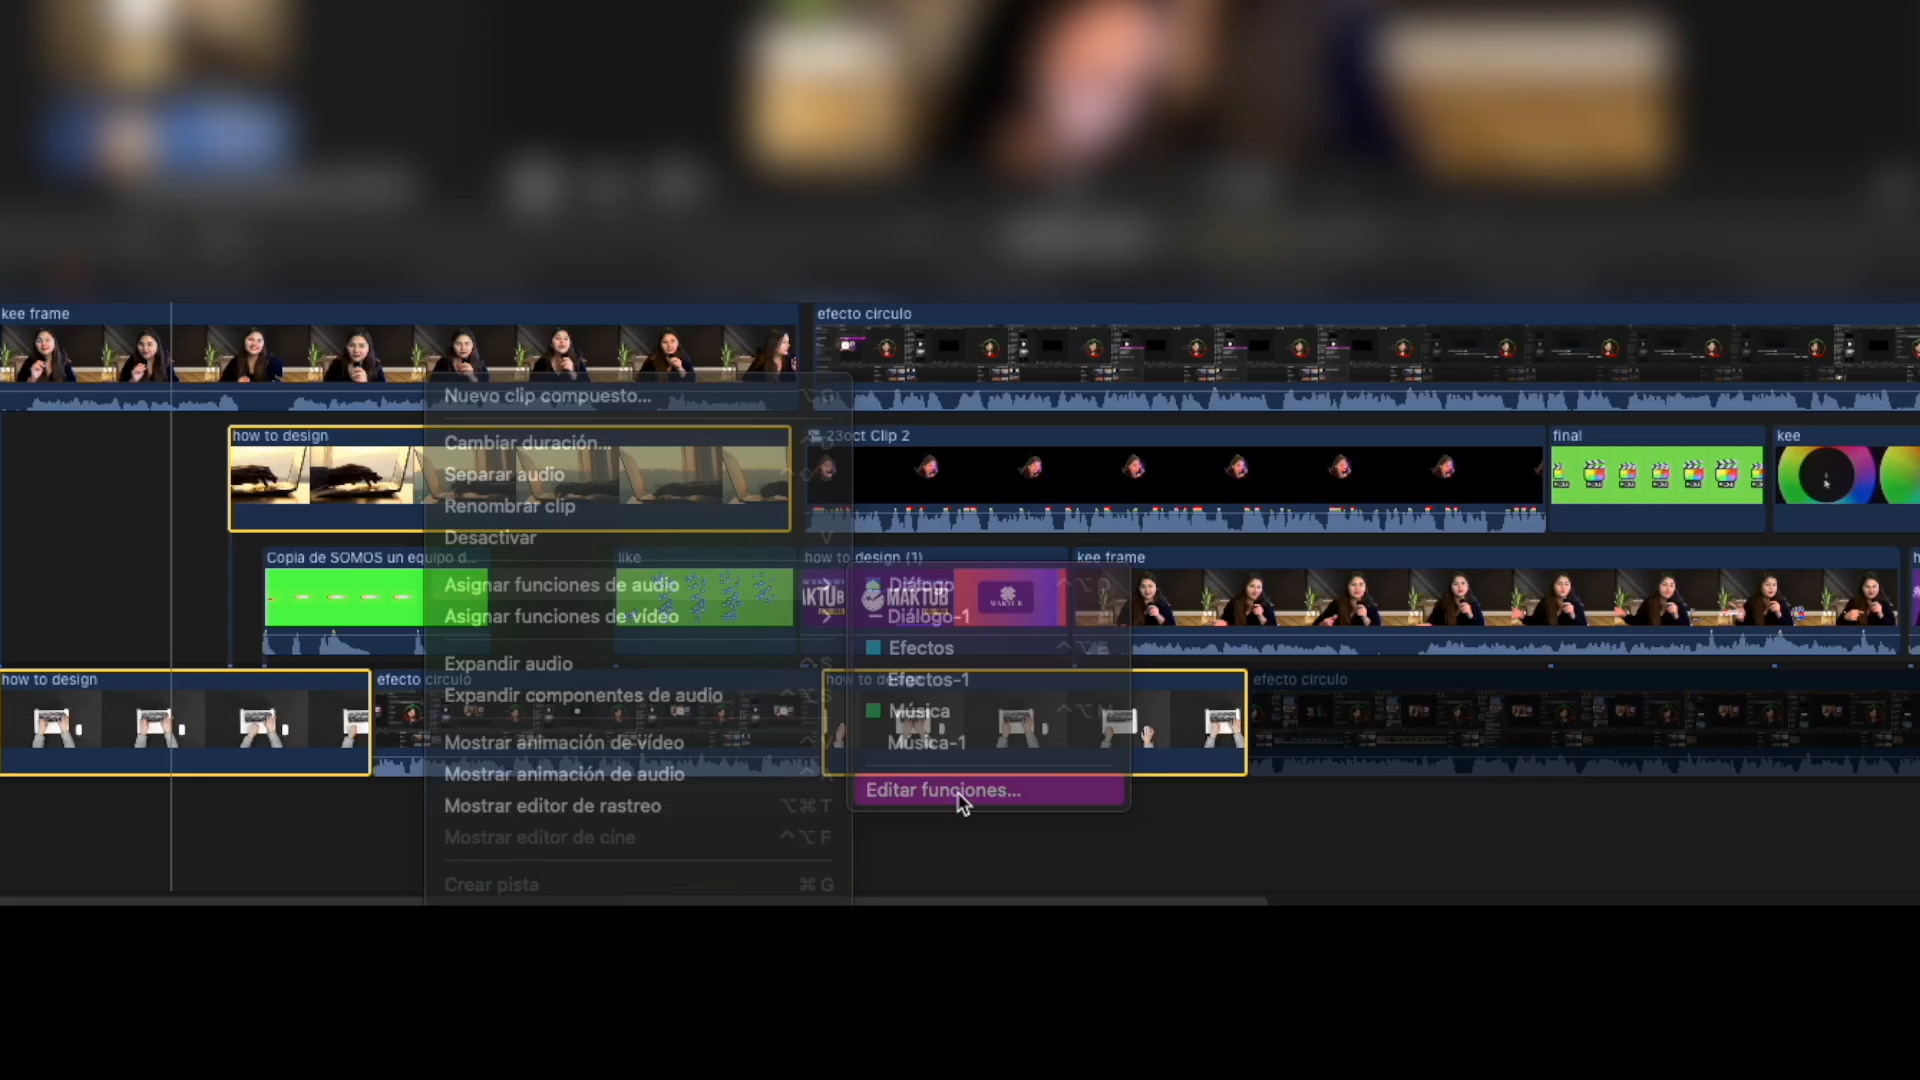 kee frame
efecto circulo
Nuevo clip compuesto...
how to design
23oct Clip 2
final
kee
Cambiar duración...
Separar audio
Renombrar clip
Desactivar
Copia de SOMOS un equipo d...
like
how to design (1)
kee frame
Asignar funciones de audio
Diálogo
MAKTUB
Asignar funciones de vídeo
Diálogo-1
Efectos
Expandir audio
how to design
efecto circulo
Efectos-1
efecto circulo
Expandir componentes de audio
Música
Mostrar animación de vídeo
Música-1
Mostrar animación de audio
Editar funciones...
Mostrar editor de rastreo ⌥⌘T
Mostrar editor de cine ^⌥F
Crear pista ⌘G